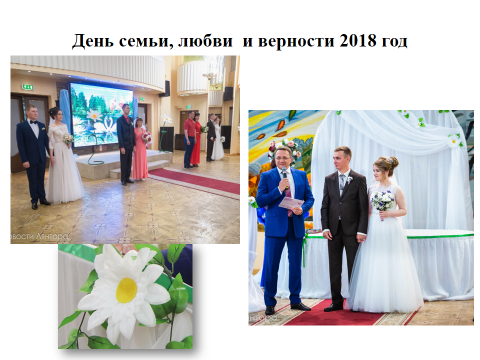 День семьи, любви и верности 2018 год